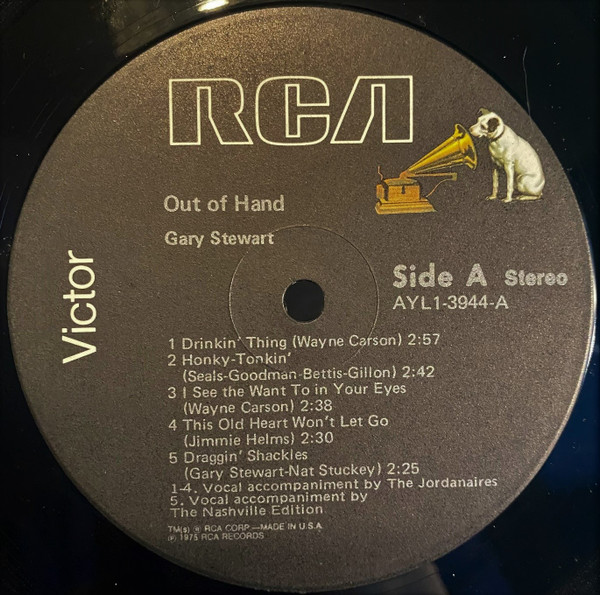 RCA
Out of Hand
Gary Stewart
Victor
Side A Stereo
AYL1-3944-A
1 Drinkin' Thing (Wayne Carson) 2:57
2 Honky-Tonkin'
(Seals-Goodman-Bettis-Gillon) 2:42
3 I See the Want To in Your Eyes
(Wayne Carson) 2:38
4 This Old Heart Won't Let Go
(Jimmie Helms) 2:30
5 Draggin' Shackles
(Gary Stewart-Nat Stuckey) 2:25
1-4. Vocal accompaniment by The Jordanaires
5. Vocal accompaniment by
The Nashville Edition
TM(s) ® RCA CORP.—MADE IN U.S.A.
℗ 1975 RCA RECORDS